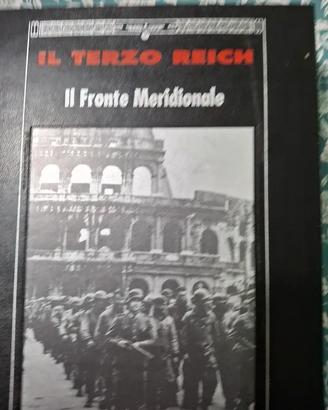 IL TERZO REICH
Il Fronte Meridionale